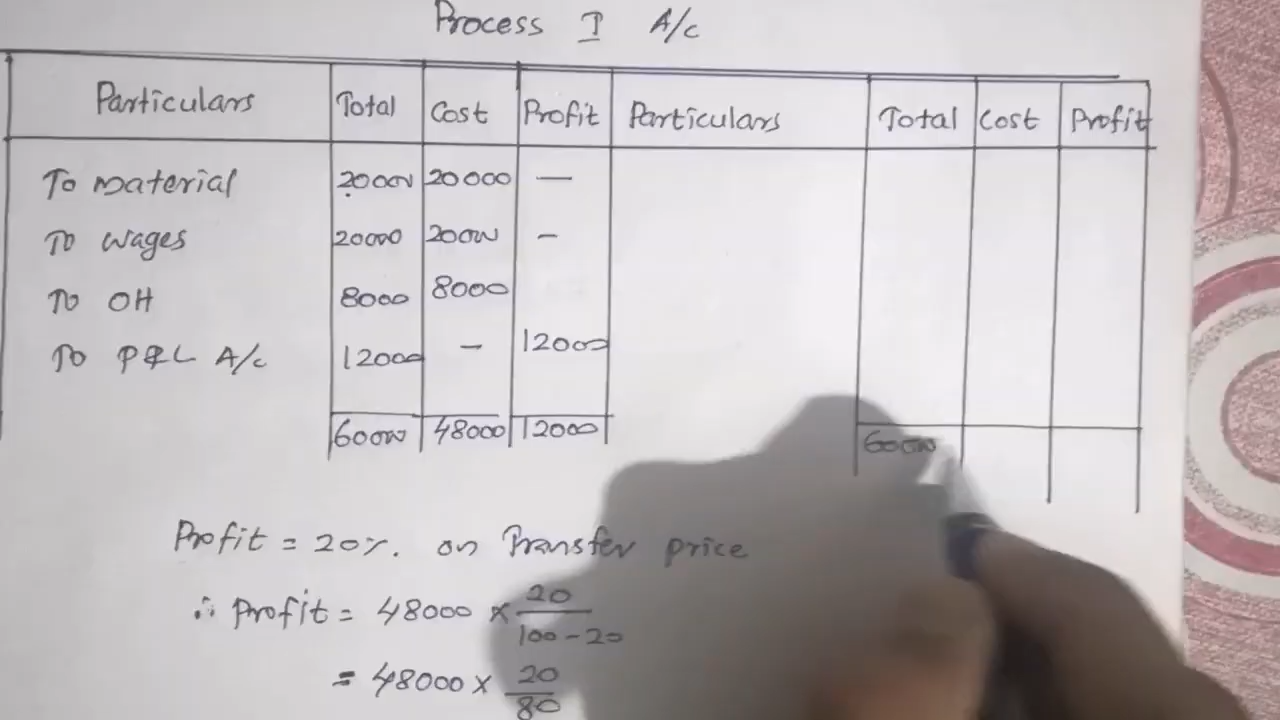 Process I A/c
Particulars Total Cost Profit Particulars Total Cost Profit
To Material 20000 20000 —
To Wages 20000 20000 -
To OH 8000 8000
To P&L A/c 12000 - 12000
60000 48000 12000 60000
Profit = 20%. on Transfer price
∴ Profit = 48000 × 20
100-20
= 48000 × 20
80